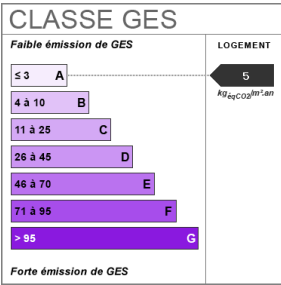 CLASSE GES
Faible émission de GES
LOGEMENT
≤ 3 A
5
kgéqCO2/m².an
4 à 10 B
11 à 25 C
26 à 45 D
46 à 70 E
71 à 95 F
> 95 G
Forte émission de GES